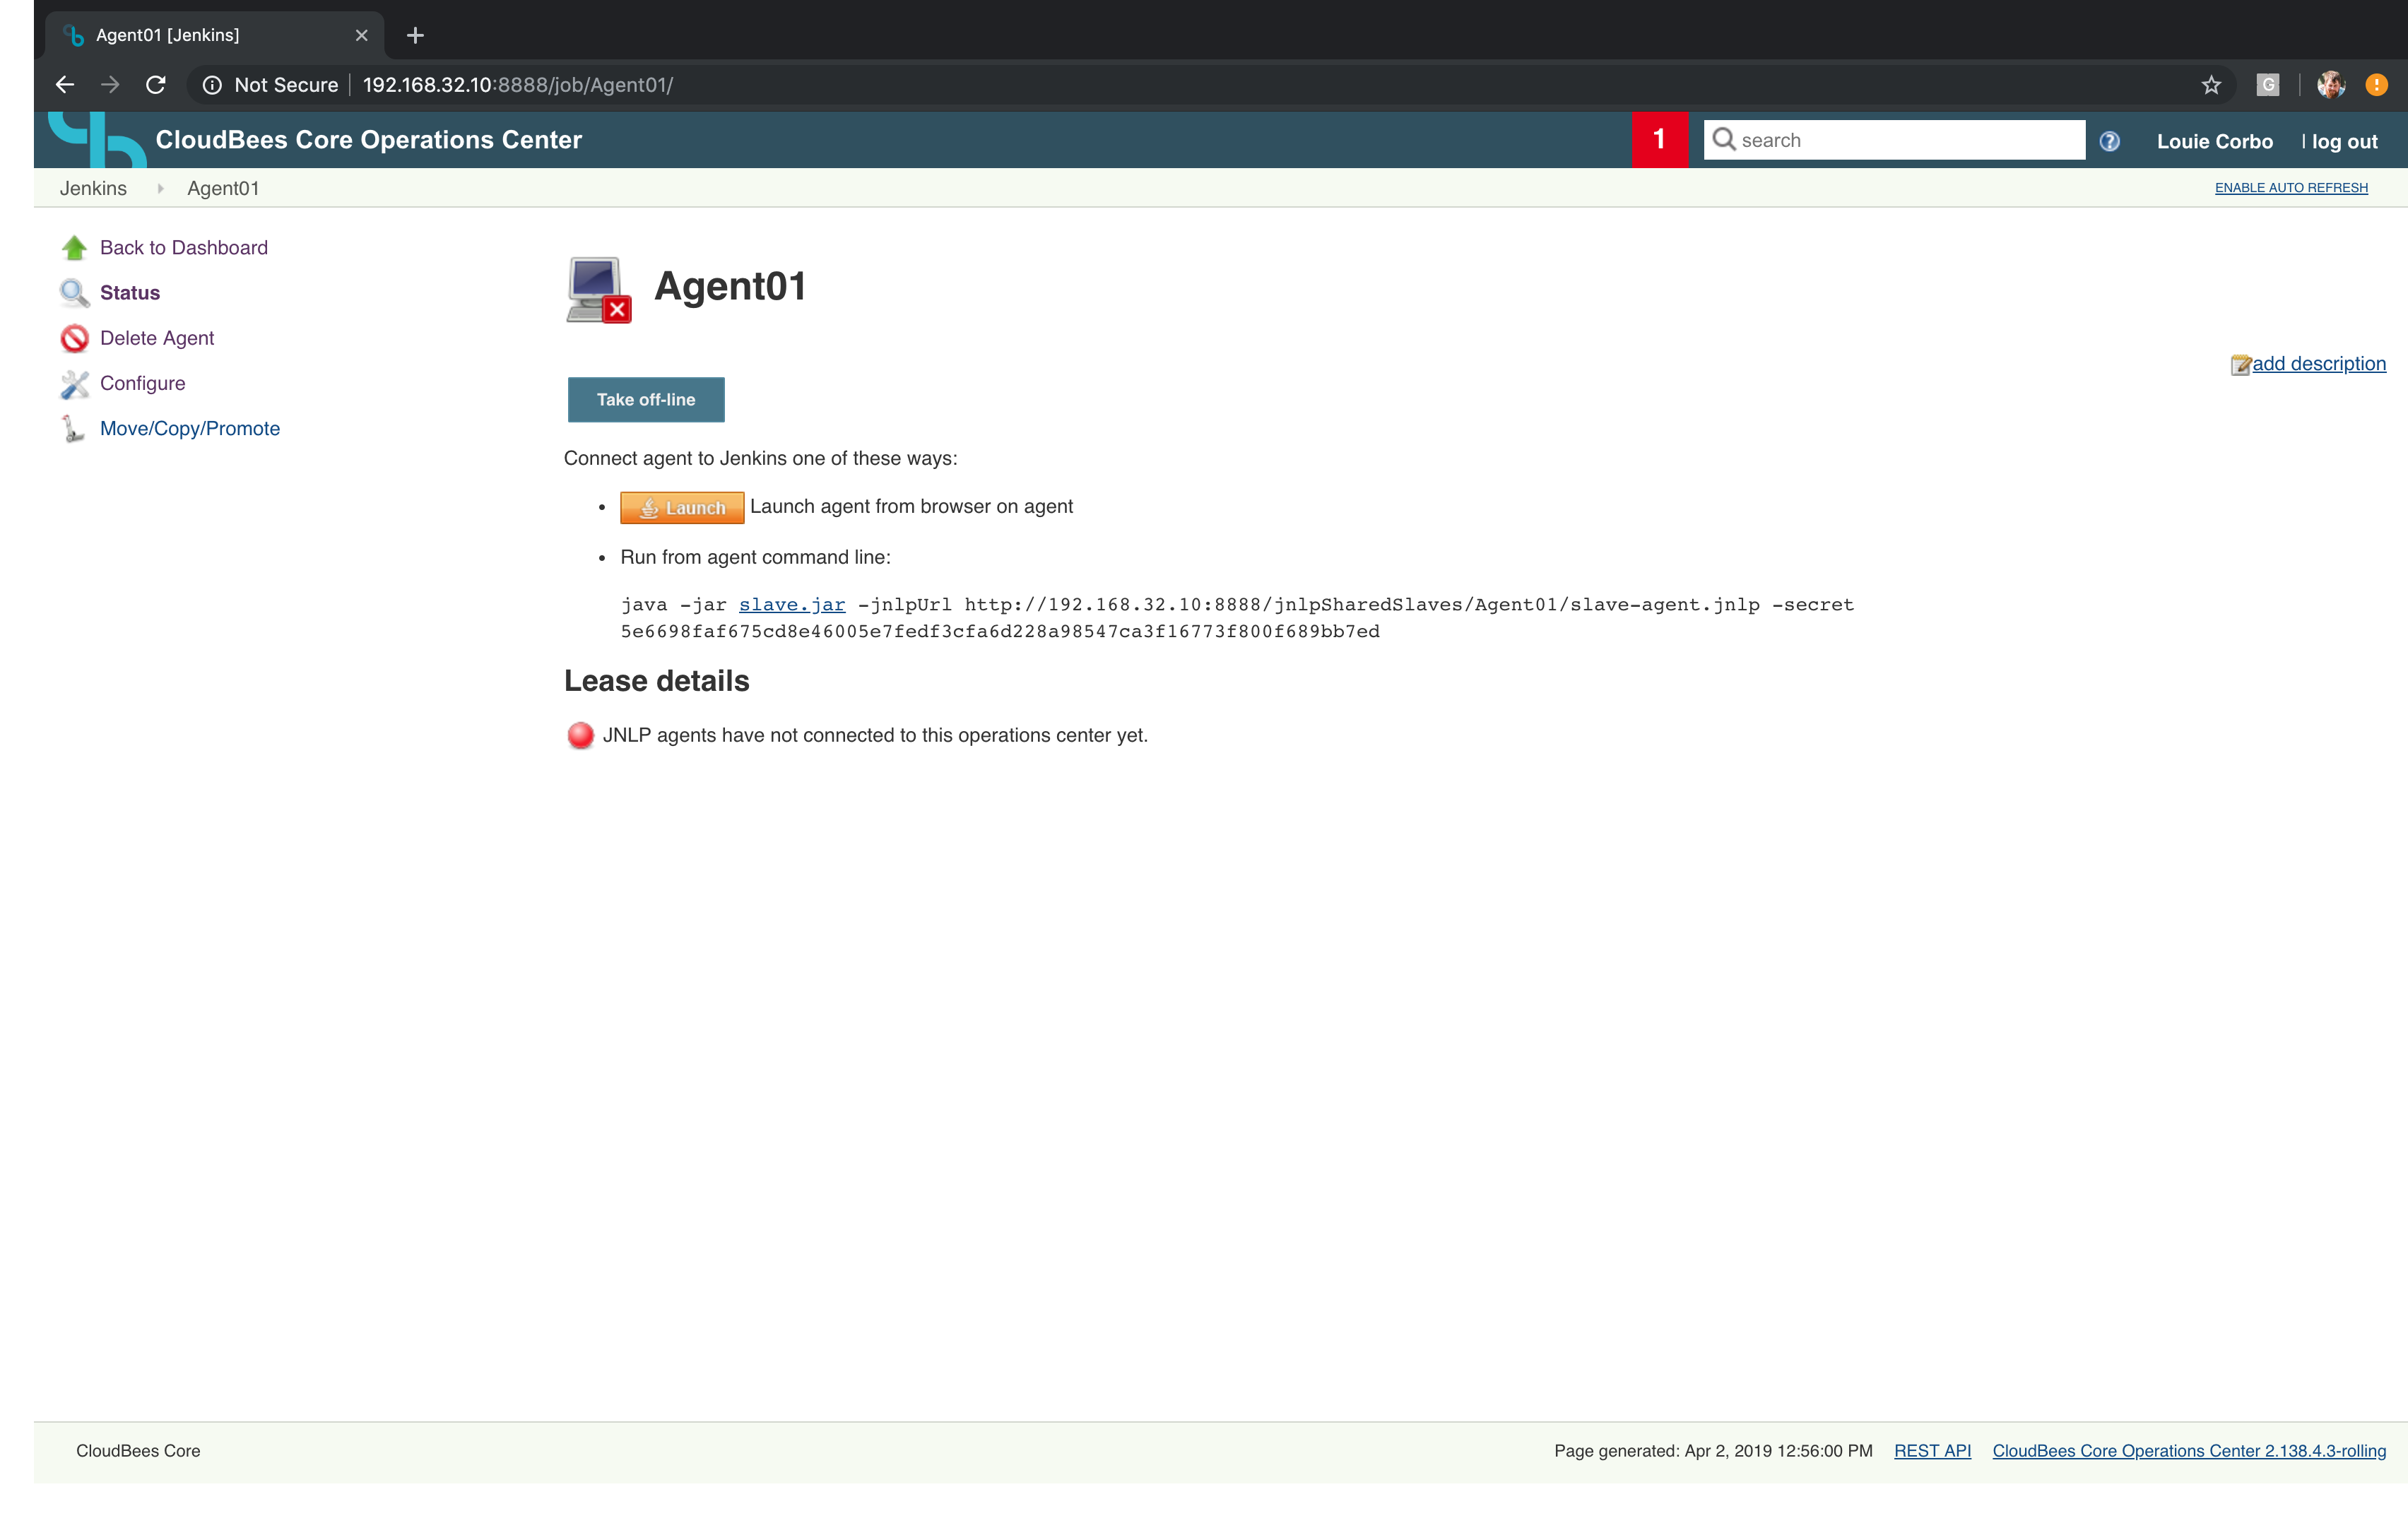 Agent01 [Jenkins]
Not Secure 192.168.32.10:8888/job/Agent01/
G
CloudBees Core Operations Center
1
search
Louie Corbo
| log out
Jenkins
Agent01
ENABLE AUTO REFRESH
Back to Dashboard
Status
Delete Agent
Configure
Move/Copy/Promote
Agent01
add description
Take off-line
Connect agent to Jenkins one of these ways:
Launch Launch agent from browser on agent
Run from agent command line:
java -jar slave.jar -jnlpUrl http://192.168.32.10:8888/jnlpSharedSlaves/Agent01/slave-agent.jnlp -secret
5e6698faf675cd8e46005e7fedf3cfa6d228a98547ca3f16773f800f689bb7ed
Lease details
JNLP agents have not connected to this operations center yet.
CloudBees Core
Page generated: Apr 2, 2019 12:56:00 PM REST API CloudBees Core Operations Center 2.138.4.3-rolling